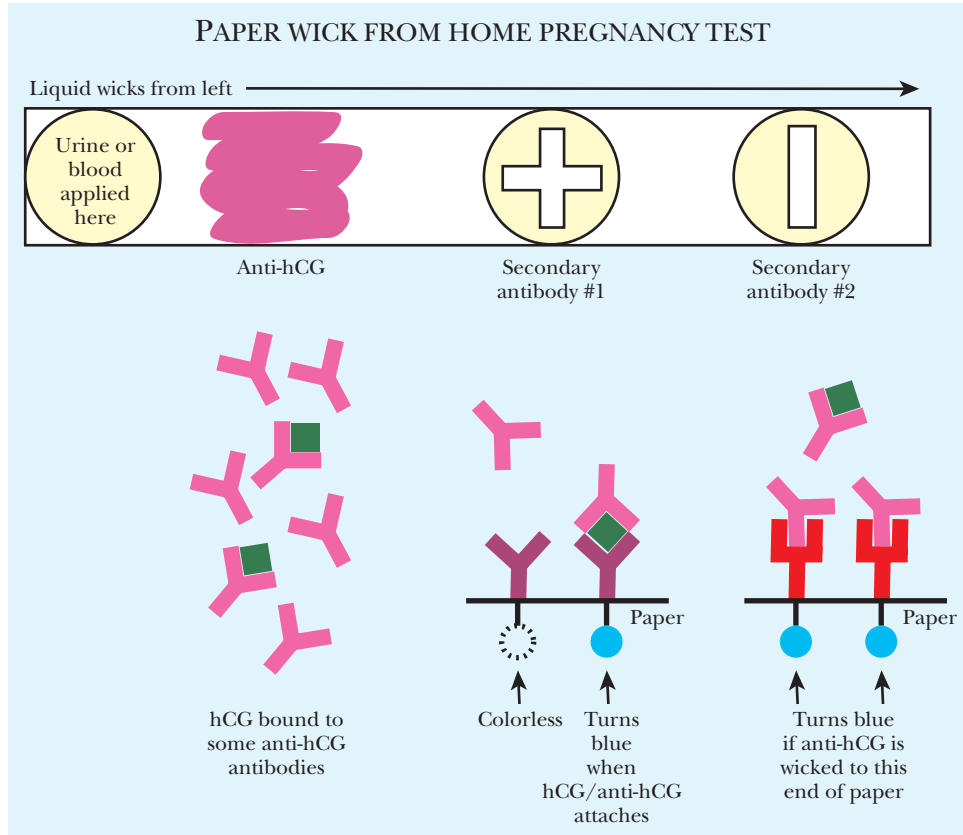 PAPER WICK FROM HOME PREGNANCY TEST
Liquid wicks from left
Urine or
blood
applied
here
Anti-hCG
Secondary
antibody #1
Secondary
antibody #2
Paper
Paper
hCG bound to
some anti-hCG
antibodies
Colorless
Turns
blue
when
hCG/anti-hCG
attaches
Turns blue
if anti-hCG is
wicked to this
end of paper